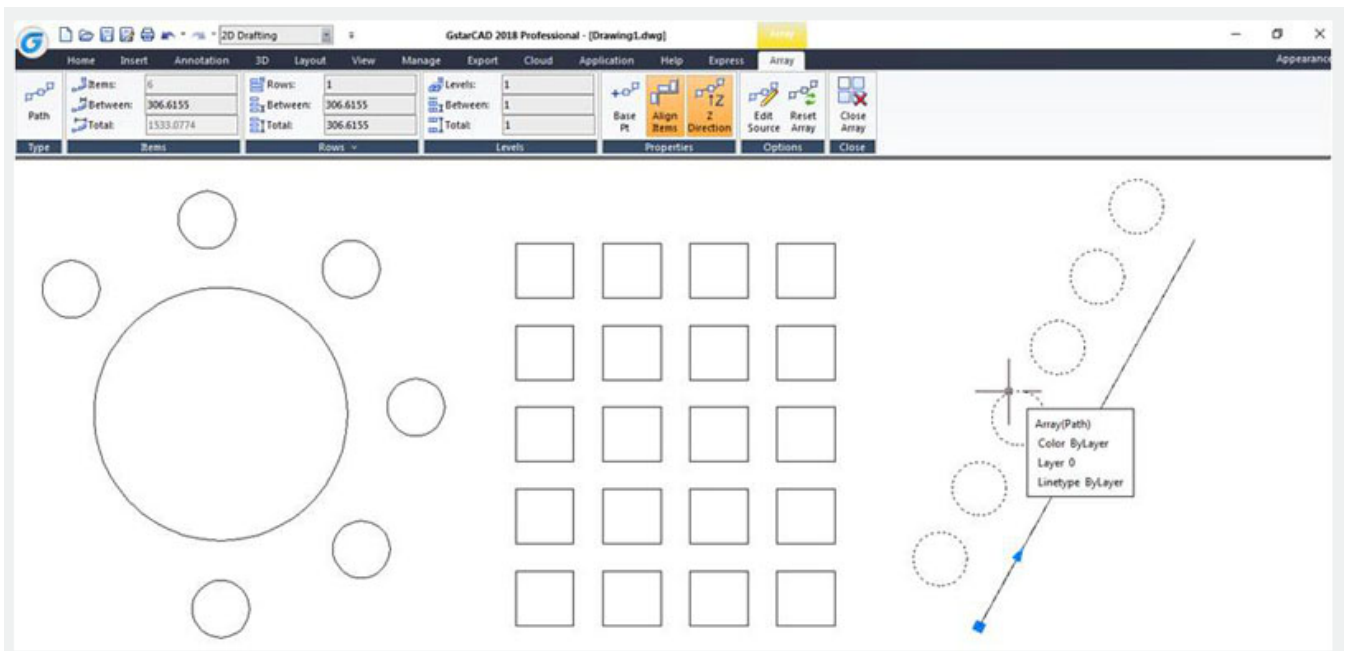 2D Drafting
GstarCAD 2018 Professional - [Drawing1.dwg]
Array
Home Insert Annotation 3D Layout View Manage Export Cloud Application Help Express Array Appearance
Path
Items: 6
Between: 306.6155
Total: 1533.0774
Rows: 1
Between: 306.6155
Total: 306.6155
Levels: 1
Between: 1
Total: 1
Base Pt
Align Items
Z Direction
Edit Source
Reset Array
Close Array
Type Items Rows Levels Properties Options Close
Array(Path)
Color ByLayer
Layer 0
Linetype ByLayer